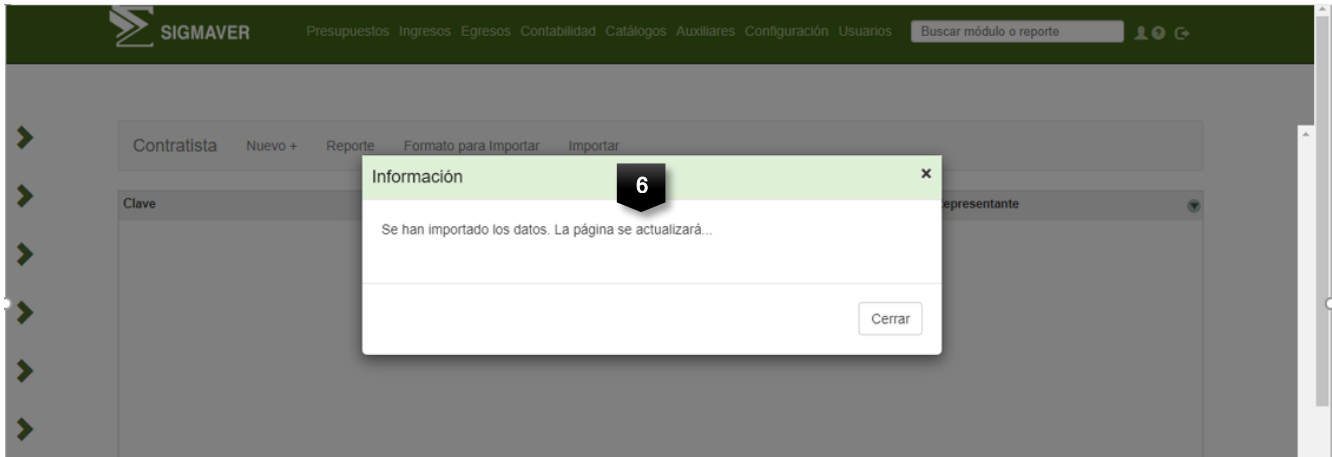 SIGMAVER Presupuestos Ingresos Egresos Contabilidad Catálogos Auxiliares Configuración Usuarios Buscar módulo o reporte
Contratista Nuevo + Reporte Formato para Importar Importar
Información 6 ×
Clave epresentante
Se han importado los datos. La página se actualizará...
Cerrar